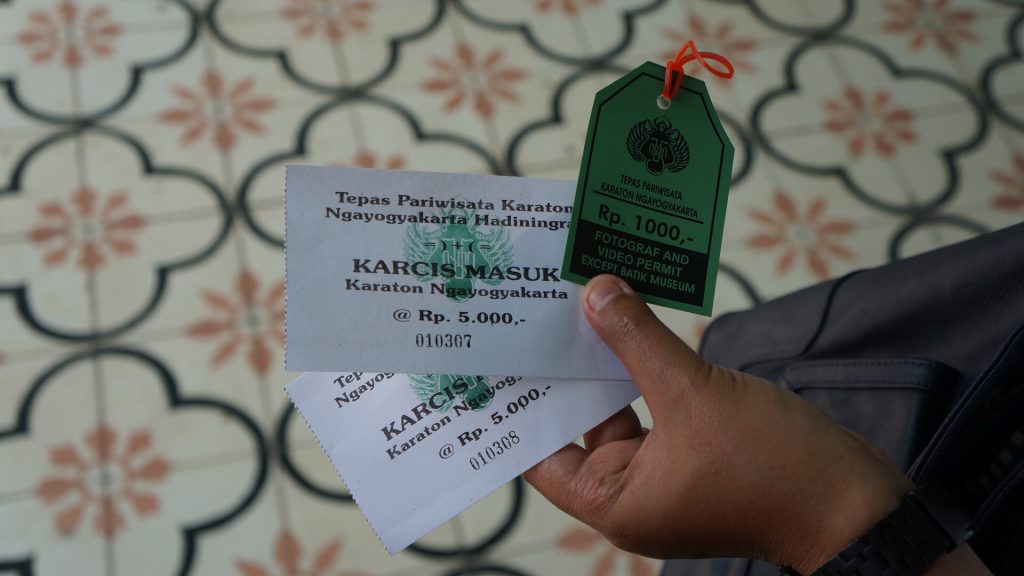 Tepas Pariwisata Karaton
Ngayogyakarta Hadiningra
KARCIS MASUK
Karaton Ngayogyakarta
@ Rp. 5.000,-
010307
TEPAS PARIWISATA
KARATON NGAYOGYAKARTA
Rp. 1000,-
FOTOGRAF AND
VIDEO PERMIT
EXCEPT BATIK MUSEUM
KARCIS
Karaton
@ Rp. 5.000,-
010308